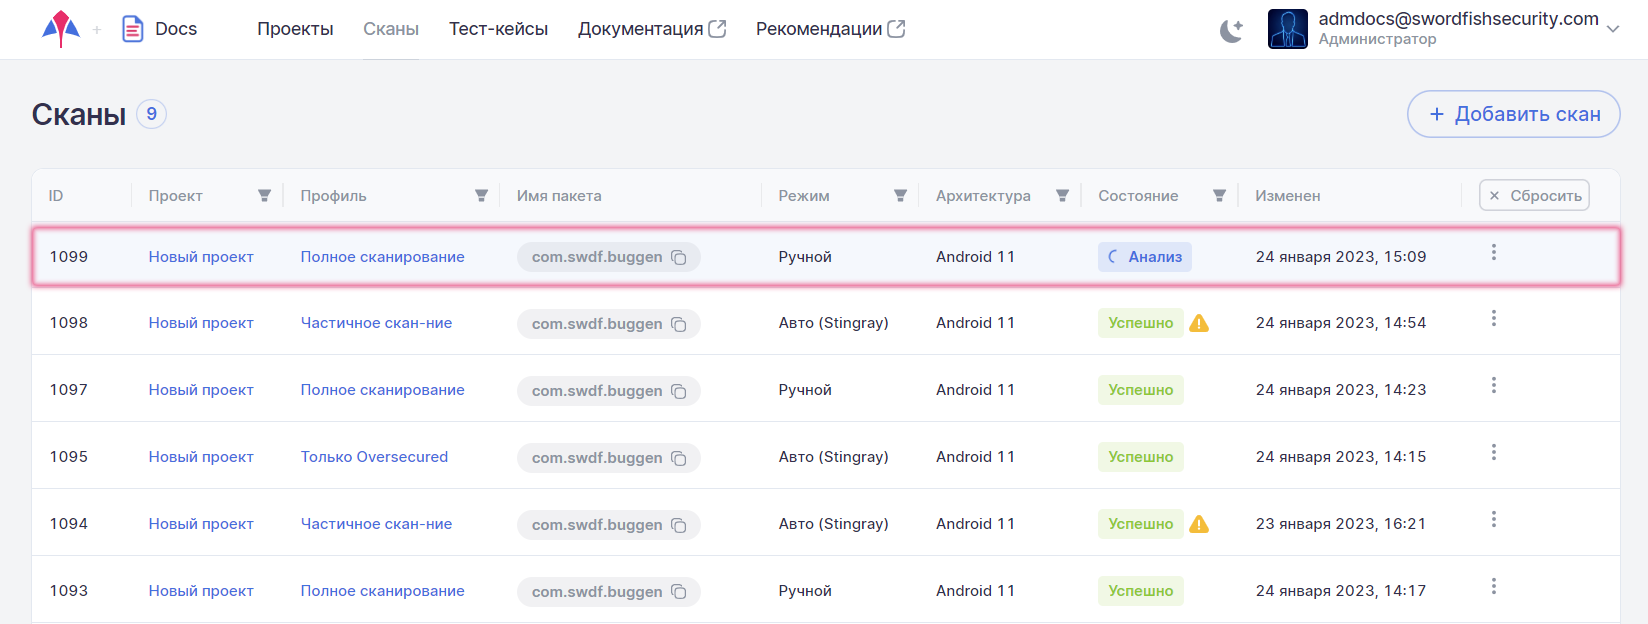 Docs Проекты Сканы Тест-кейсы Документация Рекомендации admdocs@swordfishsecurity.com
Администратор
Сканы 9 + Добавить скан
ID Проект Профиль Имя пакета Режим Архитектура Состояние Изменен × Сбросить
1099 Новый проект Полное сканирование com.swdf.buggen Ручной Android 11 Анализ 24 января 2023, 15:09
1098 Новый проект Частичное скан-ние com.swdf.buggen Авто (Stingray) Android 11 Успешно 24 января 2023, 14:54
1097 Новый проект Полное сканирование com.swdf.buggen Ручной Android 11 Успешно 24 января 2023, 14:23
1095 Новый проект Только Oversecured com.swdf.buggen Авто (Stingray) Android 11 Успешно 24 января 2023, 14:15
1094 Новый проект Частичное скан-ние com.swdf.buggen Авто (Stingray) Android 11 Успешно 23 января 2023, 16:21
1093 Новый проект Полное сканирование com.swdf.buggen Ручной Android 11 Успешно 24 января 2023, 14:17